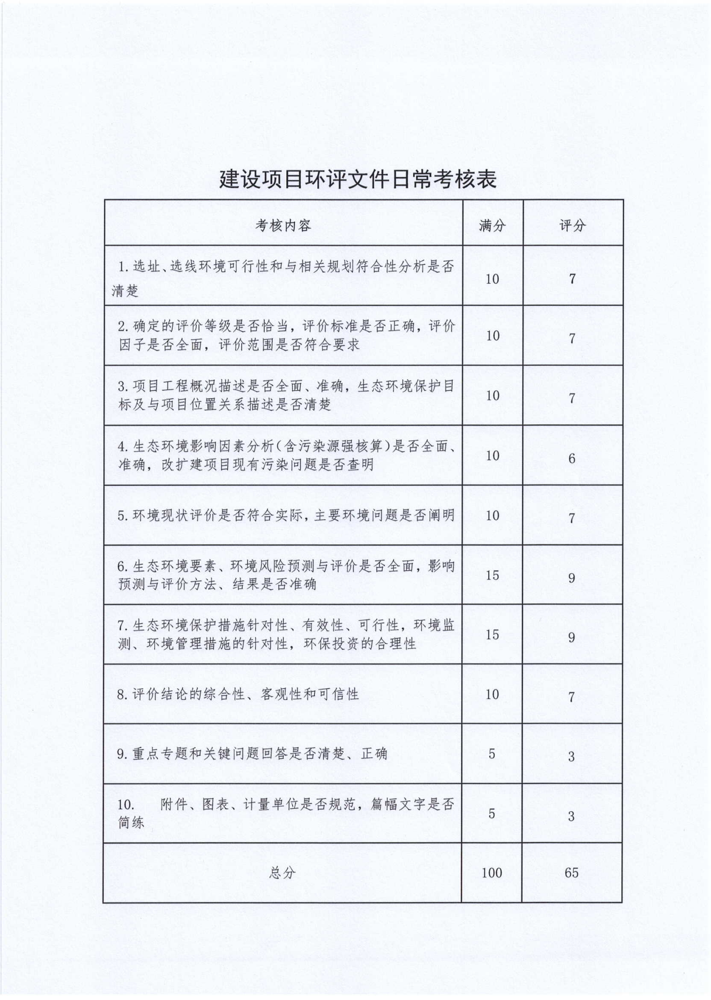 建设项目环评文件日常考核表
考核内容 满分 评分
1.选址、选线环境可行性和与相关规划符合性分析是否
清楚
10 7
2.确定的评价等级是否恰当，评价标准是否正确，评价
因子是否全面，评价范围是否符合要求
10 7
3.项目工程概况描述是否全面、准确，生态环境保护目
标及与项目位置关系描述是否清楚
10 7
4.生态环境影响因素分析（含污染源强核算）是否全面、
准确，改扩建项目现有污染问题是否查明
10 6
5.环境现状评价是否符合实际，主要环境问题是否阐明 10 7
6.生态环境要素、环境风险预测与评价是否全面，影响
预测与评价方法、结果是否准确
15 9
7.生态环境保护措施针对性、有效性、可行性，环境监
测、环境管理措施的针对性，环保投资的合理性
15 9
8.评价结论的综合性、客观性和可信性 10 7
9.重点专题和关键问题回答是否清楚、正确 5 3
10. 附件、图表、计量单位是否规范，篇幅文字是否
简练
5 3
总分 100 65